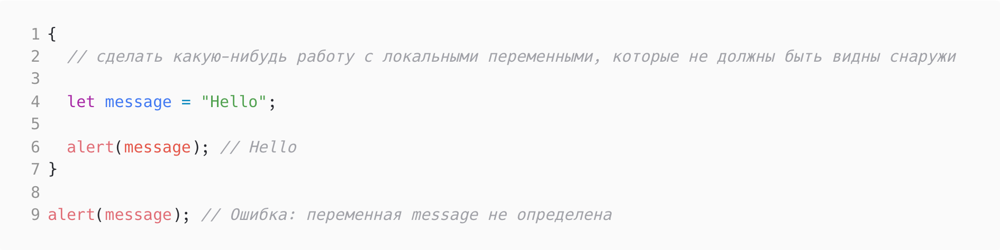 1 {
2   // сделать какую-нибудь работу с локальными переменными, которые не должны быть видны снаружи
3
4   let message = "Hello";
5
6   alert(message); // Hello
7 }
8
9 alert(message); // Ошибка: переменная message не определена